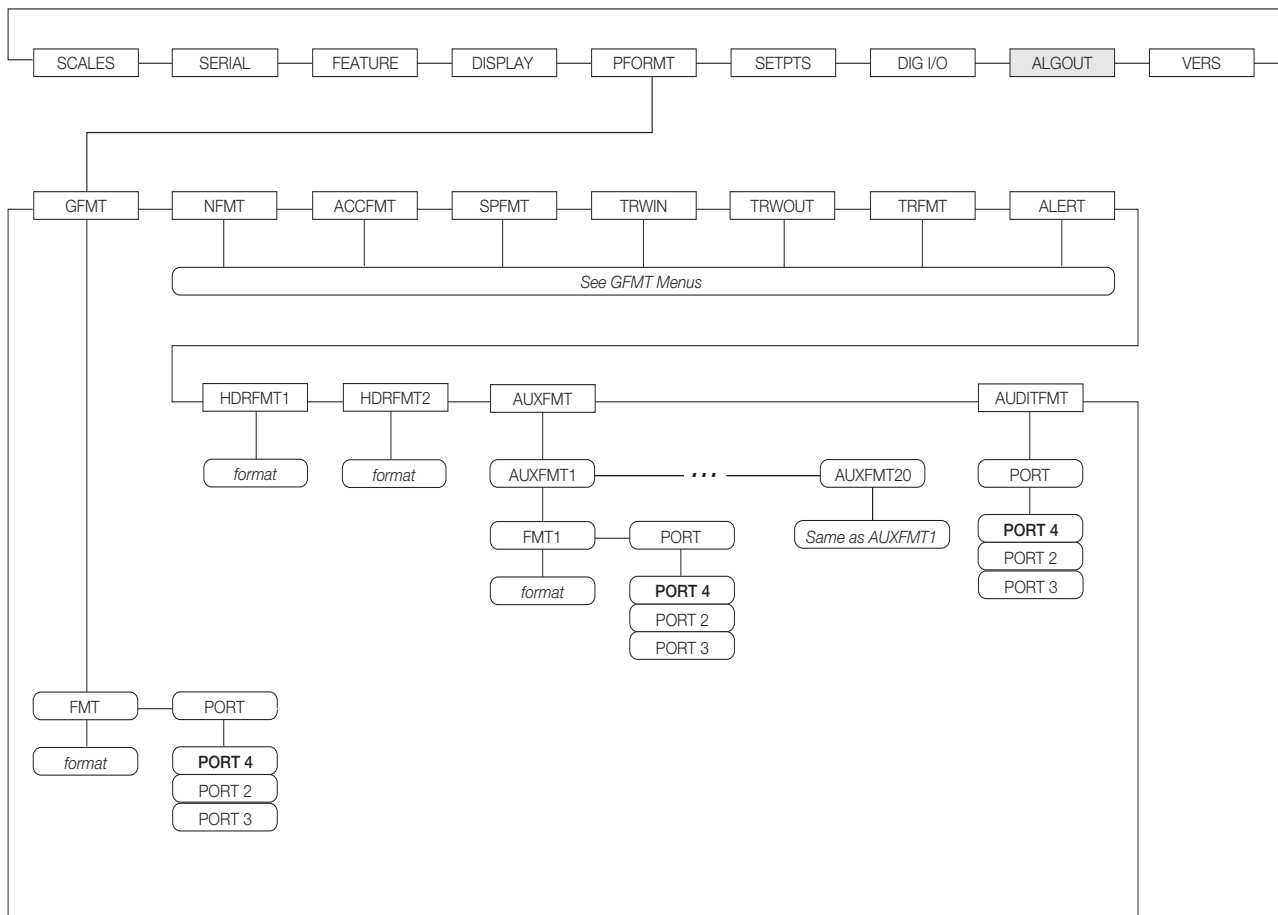 SCALES
SERIAL
FEATURE
DISPLAY
PFORMT
SETPTS
DIG I/O
ALGOUT
VERS
GFMT
NFMT
ACCFMT
SPFMT
TRWIN
TRWOUT
TRFMT
ALERT
See GFMT Menus
HDRFMT1
HDRFMT2
AUXFMT
AUDITFMT
format
format
AUXFMT1
...
AUXFMT20
PORT
FMT1
PORT
Same as AUXFMT1
PORT 4
PORT 2
PORT 3
format
PORT 4
PORT 2
PORT 3
FMT
PORT
format
PORT 4
PORT 2
PORT 3